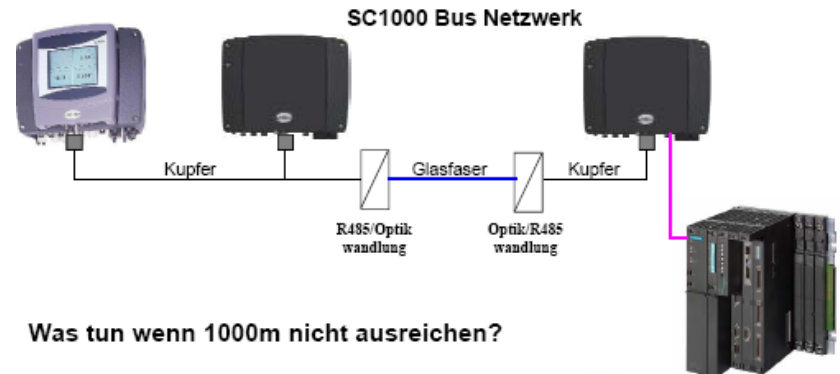 SC1000 Bus Netzwerk
Kupfer
Glasfaser
Kupfer
R485/Optik
wandlung
Optik/R485
wandlung
Was tun wenn 1000m nicht ausreichen?